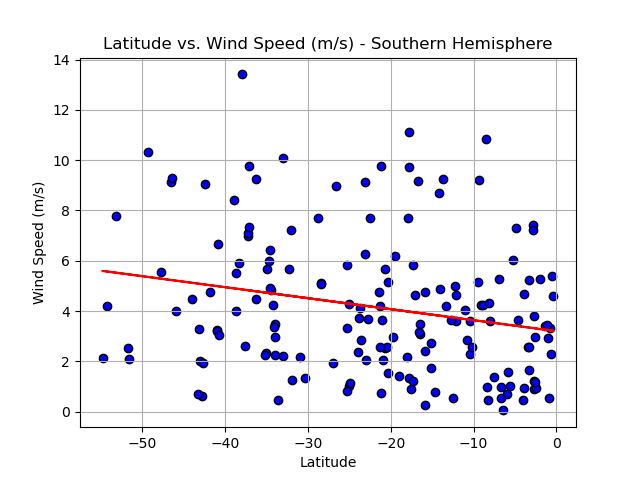 Latitude vs. Wind Speed (m/s) - Southern Hemisphere
14
12
10
8
6
4
2
0
Wind Speed (m/s)
−50 −40 −30 −20 −10 0
Latitude